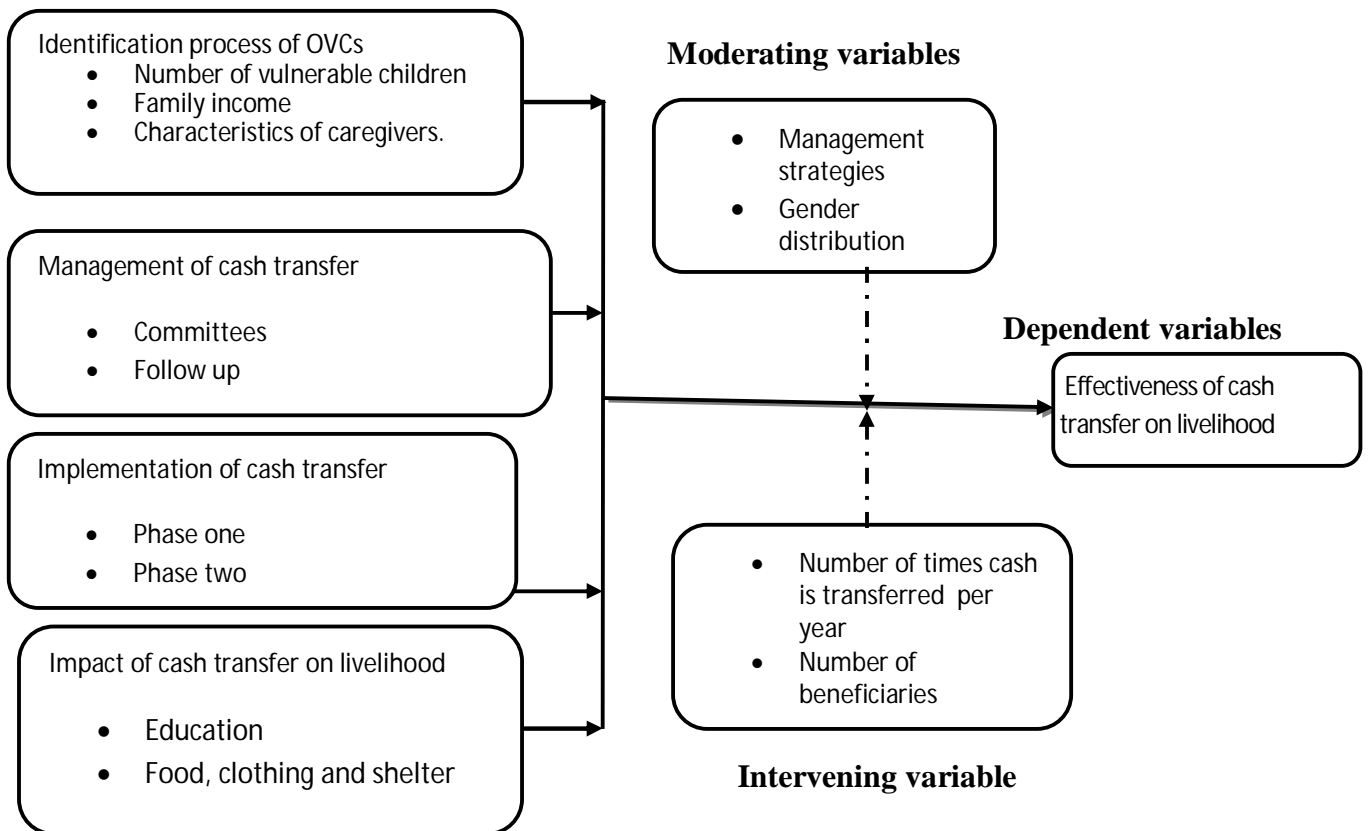 Identification process of OVCs
• Number of vulnerable children
• Family income
• Characteristics of caregivers.
Management of cash transfer
• Committees
• Follow up
Implementation of cash transfer
• Phase one
• Phase two
Impact of cash transfer on livelihood
• Education
• Food, clothing and shelter
Moderating variables
• Management
strategies
• Gender
distribution
Dependent variables
Effectiveness of cash
transfer on livelihood
• Number of times cash
is transferred per
year
• Number of
beneficiaries
Intervening variable